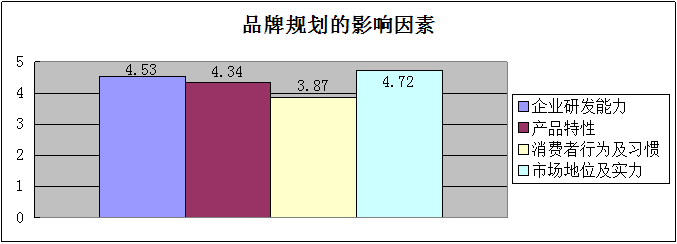 品牌规划的影响因素
5
4
3
2
1
0
4.53
4.34
3.87
4.72
企业研发能力
产品特性
消费者行为及习惯
市场地位及实力